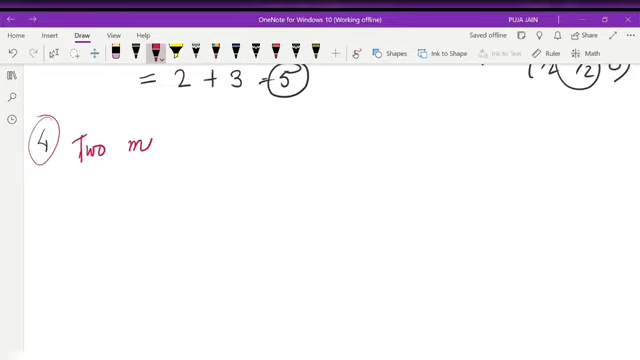 OneNote for Windows 10 (Working offline)
PUJA JAIN
File Home Insert Draw View Help
Saved offline Share
Shapes Ink to Shape Ink to Text Ruler Math
= 2 + 3 = 5
4 Two m